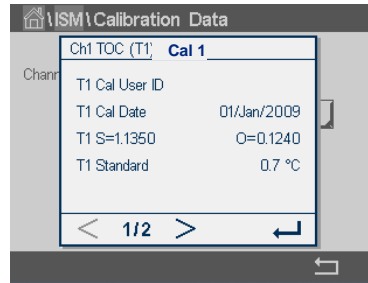 \ISM\Calibration Data
Ch1 TOC (T1) Cal 1
Chann
T1 Cal User ID
T1 Cal Date 01/Jan/2009
T1 S=1.1350 O=0.1240
T1 Standard 0.7 °C
< 1/2 >